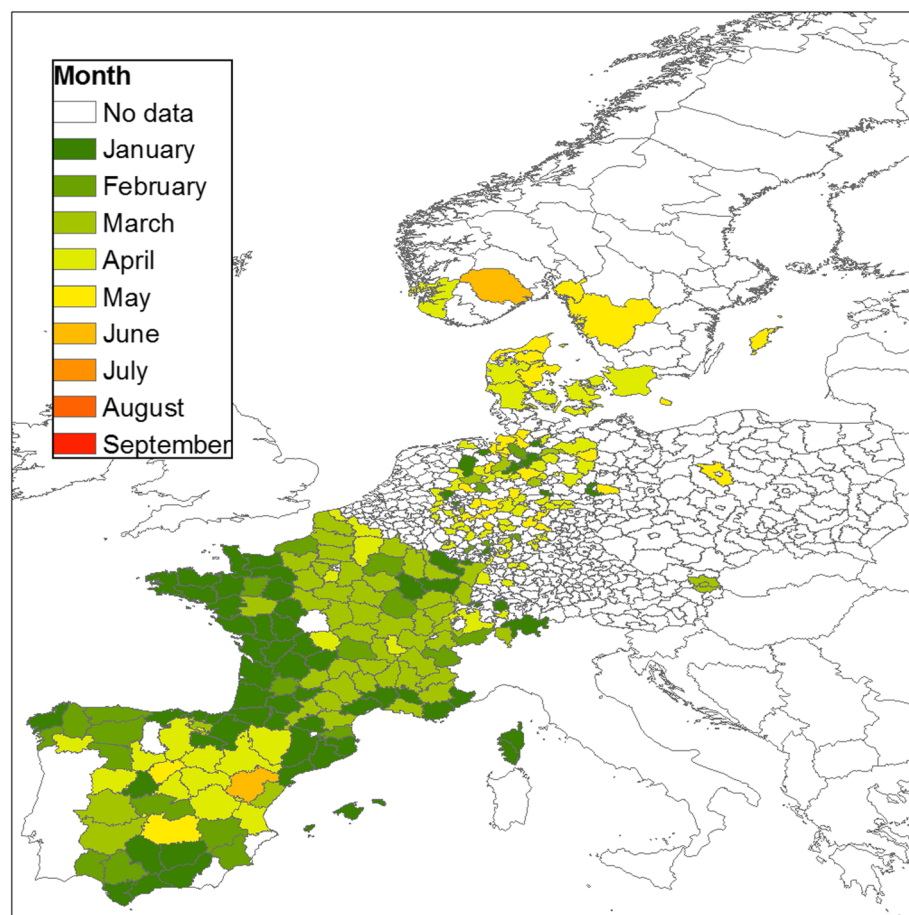 Month
No data
January
February
March
April
May
June
July
August
September